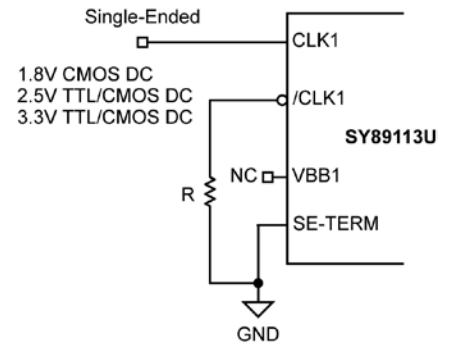 Single-Ended
CLK1
1.8V CMOS DC
2.5V TTL/CMOS DC
3.3V TTL/CMOS DC
/CLK1
SY89113U
NC
VBB1
R
SE-TERM
GND